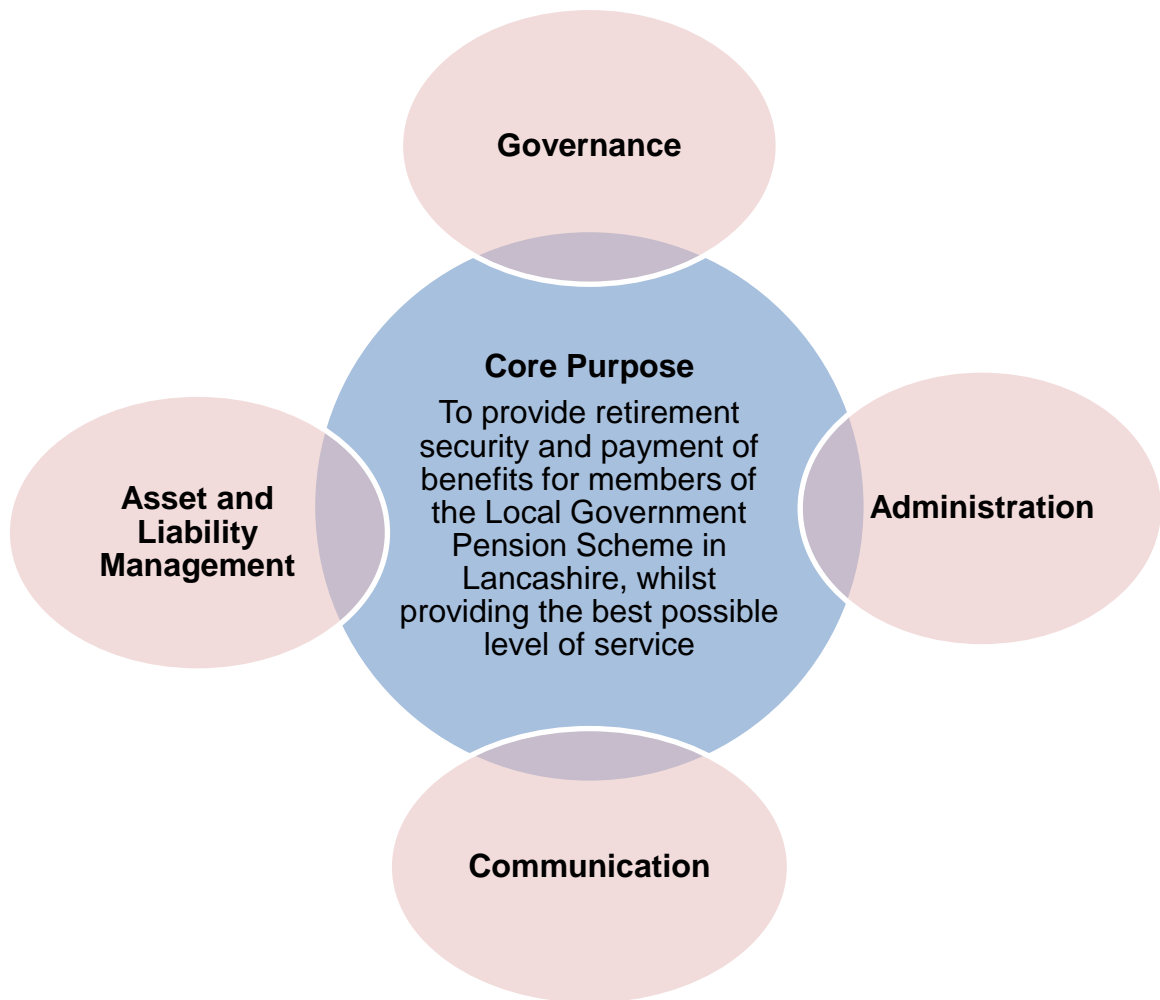 Governance
Core Purpose
To provide retirement
security and payment of
benefits for members of
the Local Government
Pension Scheme in
Lancashire, whilst
providing the best possible
level of service
Asset and
Liability
Management
Administration
Communication